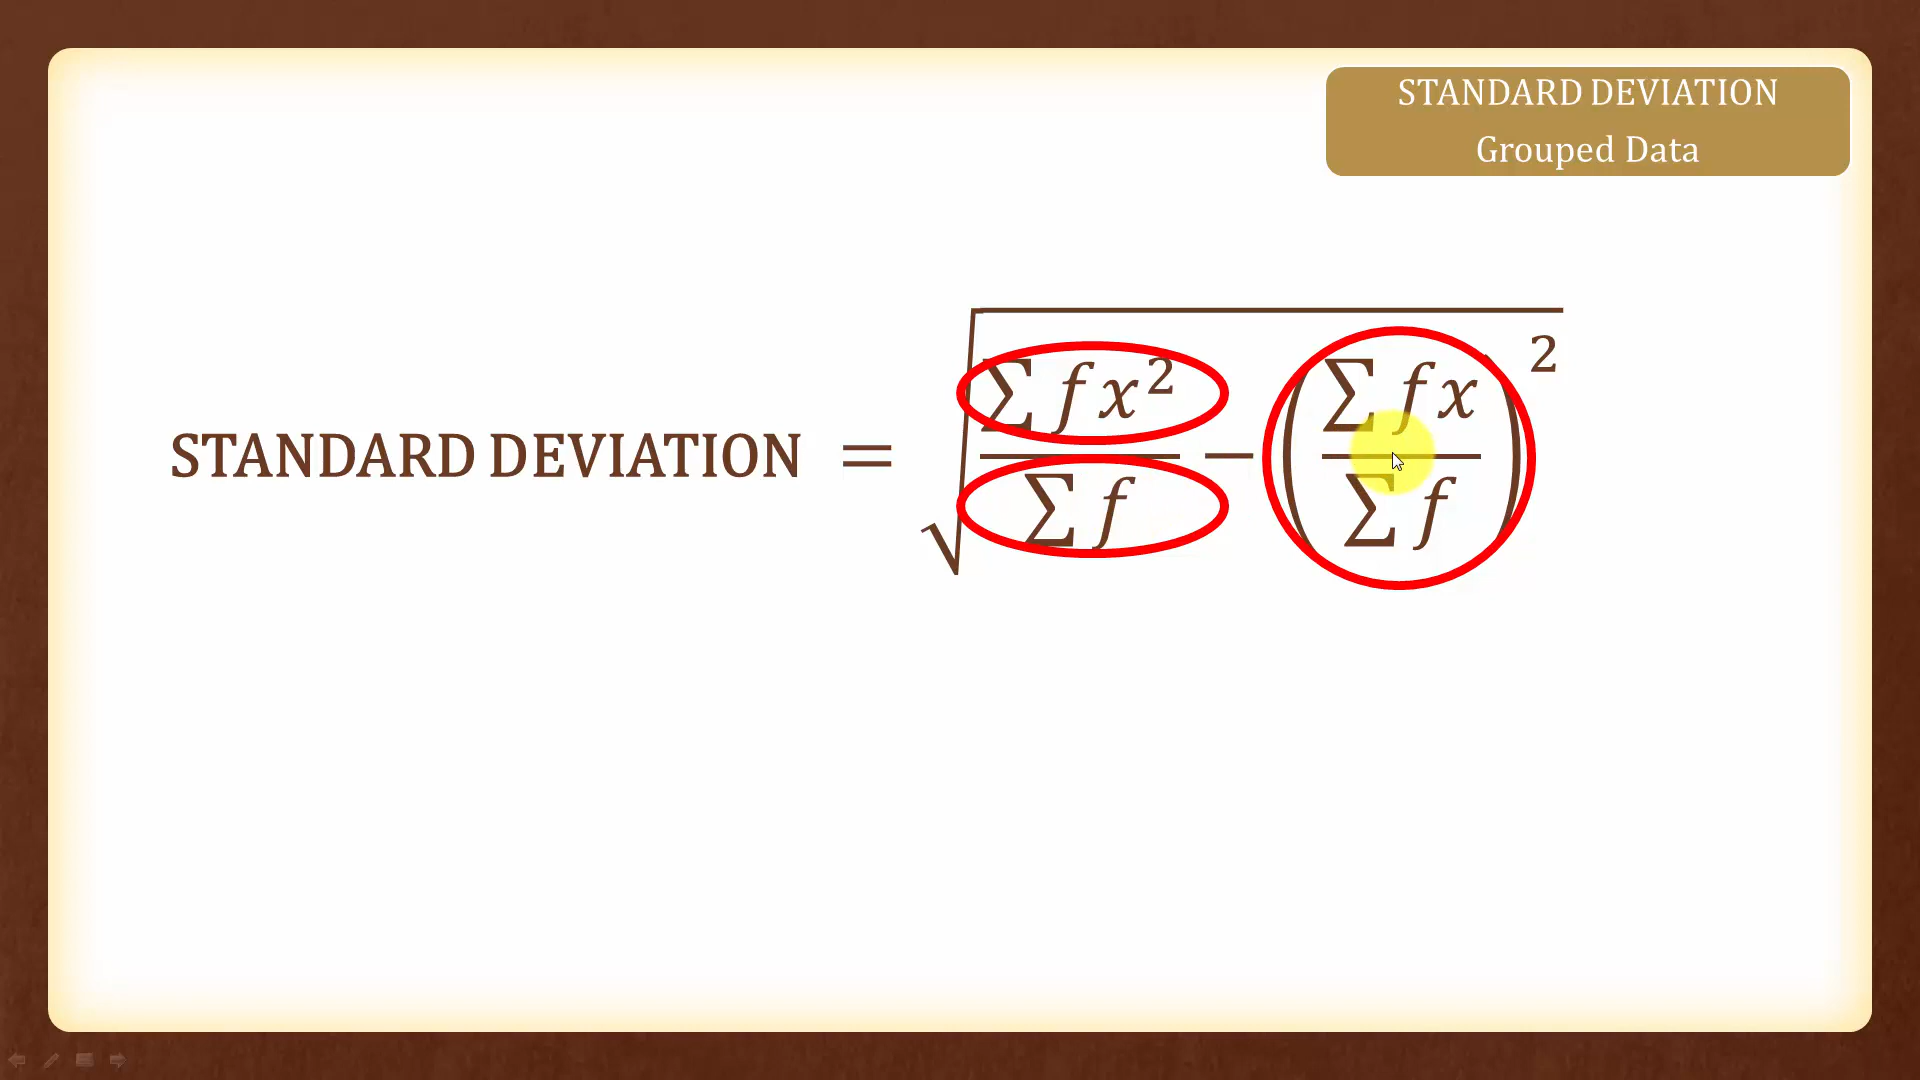 STANDARD DEVIATION
Grouped Data
STANDARD DEVIATION = √(∑fx²/∑f − (∑fx/∑f)²)